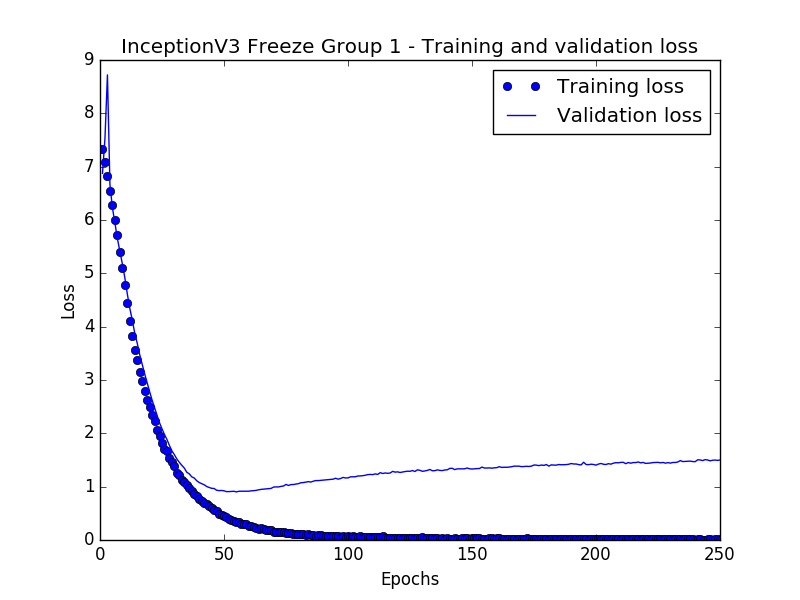 InceptionV3 Freeze Group 1 - Training and validation loss
Training loss
Validation loss
9
8
7
6
5
4
3
2
1
0
Loss
0 50 100 150 200 250
Epochs